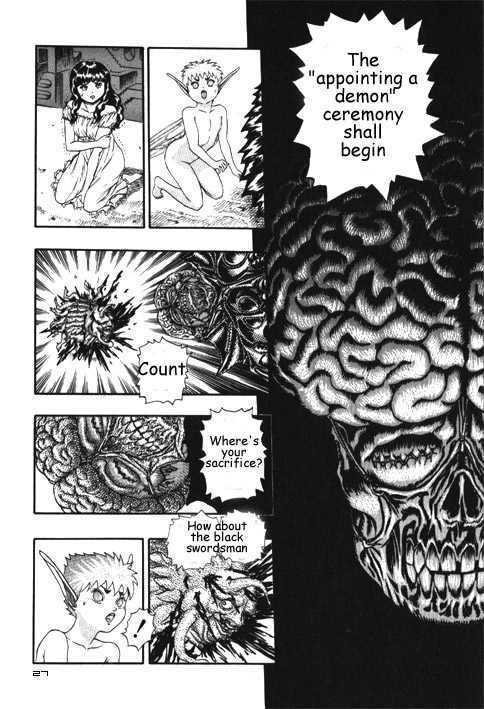 The
"appointing a
demon"
ceremony
shall
begin
Count
Where's
your
sacrifice?
How about
the black
swordsman
!
27